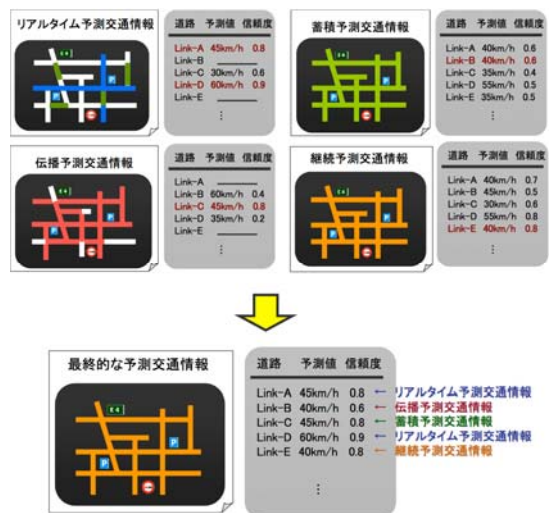 リアルタイム予測交通情報
道路 予測値 信頼度
Link-A 45km/h 0.8
Link-B
Link-C 30km/h 0.6
Link-D 60km/h 0.9
Link-E
⋮
蓄積予測交通情報
道路 予測値 信頼度
Link-A 40km/h 0.6
Link-B 40km/h 0.6
Link-C 35km/h 0.4
Link-D 55km/h 0.5
Link-E 35km/h 0.5
⋮
伝播予測交通情報
道路 予測値 信頼度
Link-A
Link-B 60km/h 0.4
Link-C 45km/h 0.8
Link-D 35km/h 0.2
Link-E
⋮
継続予測交通情報
道路 予測値 信頼度
Link-A 40km/h 0.7
Link-B 45km/h 0.5
Link-C 30km/h 0.6
Link-D 55km/h 0.8
Link-E 40km/h 0.8
⋮
最終的な予測交通情報
E4
P
P
道路 予測値 信頼度
Link-A 45km/h 0.8 ← リアルタイム予測交通情報
Link-B 40km/h 0.6 ← 伝播予測交通情報
Link-C 45km/h 0.8 ← 蓄積予測交通情報
Link-D 60km/h 0.9 ← リアルタイム予測交通情報
Link-E 40km/h 0.8 ← 継続予測交通情報
⋮